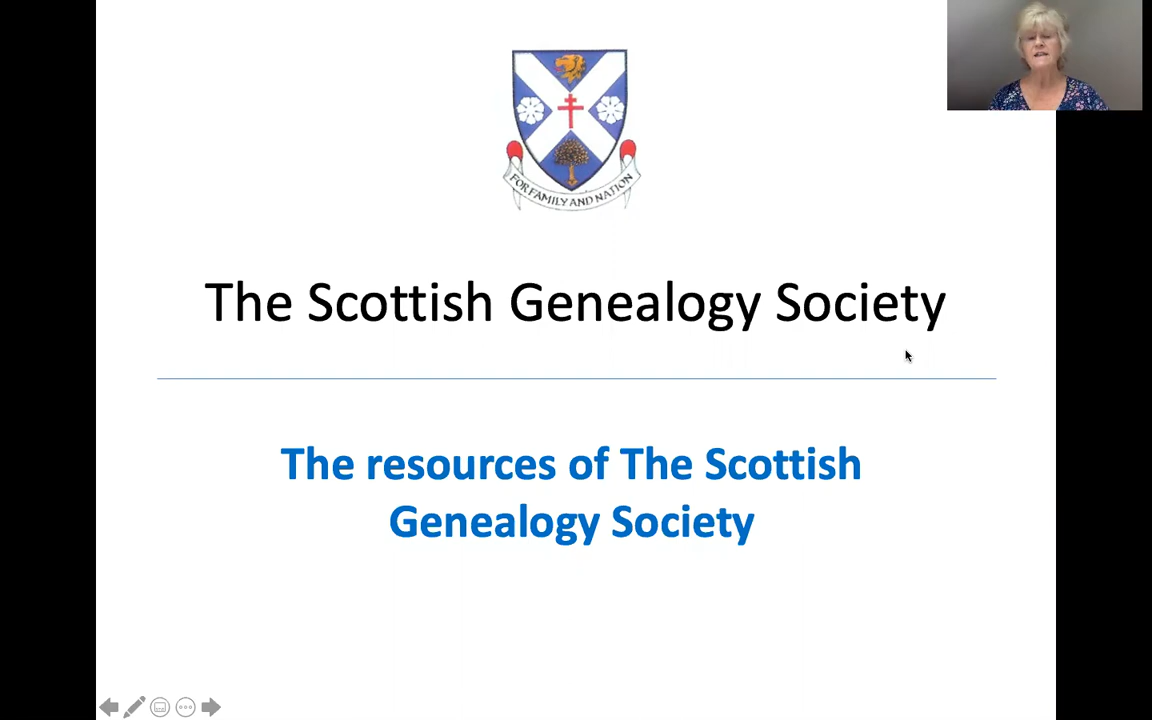 FOR FAMILY AND NATION
The Scottish Genealogy Society
The resources of The Scottish
Genealogy Society